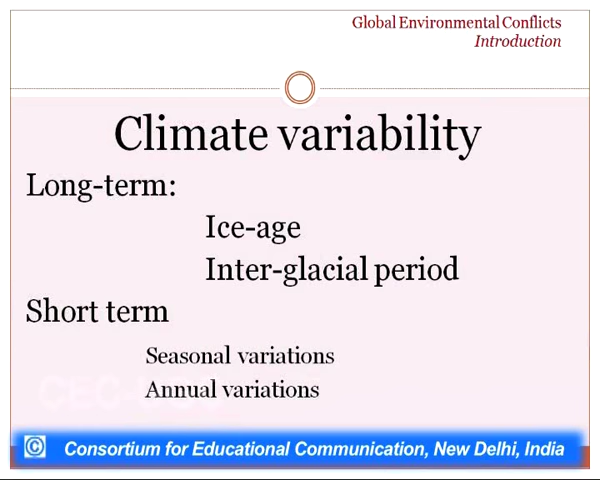 Global Environmental Conflicts
Introduction
Climate variability
Long-term:
Ice-age
Inter-glacial period
Short term
Seasonal variations
Annual variations
© Consortium for Educational Communication, New Delhi, India